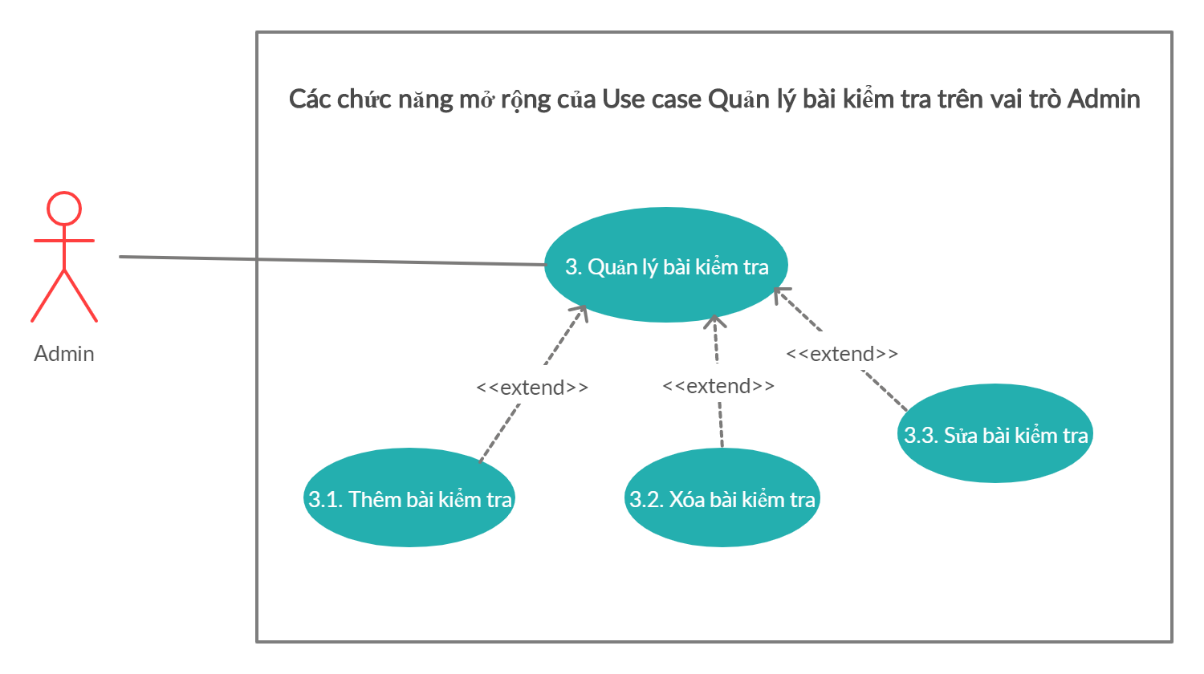 Các chức năng mở rộng của Use case Quản lý bài kiểm tra trên vai trò Admin
3. Quản lý bài kiểm tra
Admin
<<extend>>
<<extend>>
<<extend>>
3.3. Sửa bài kiểm tra
3.1. Thêm bài kiểm tra
3.2. Xóa bài kiểm tra